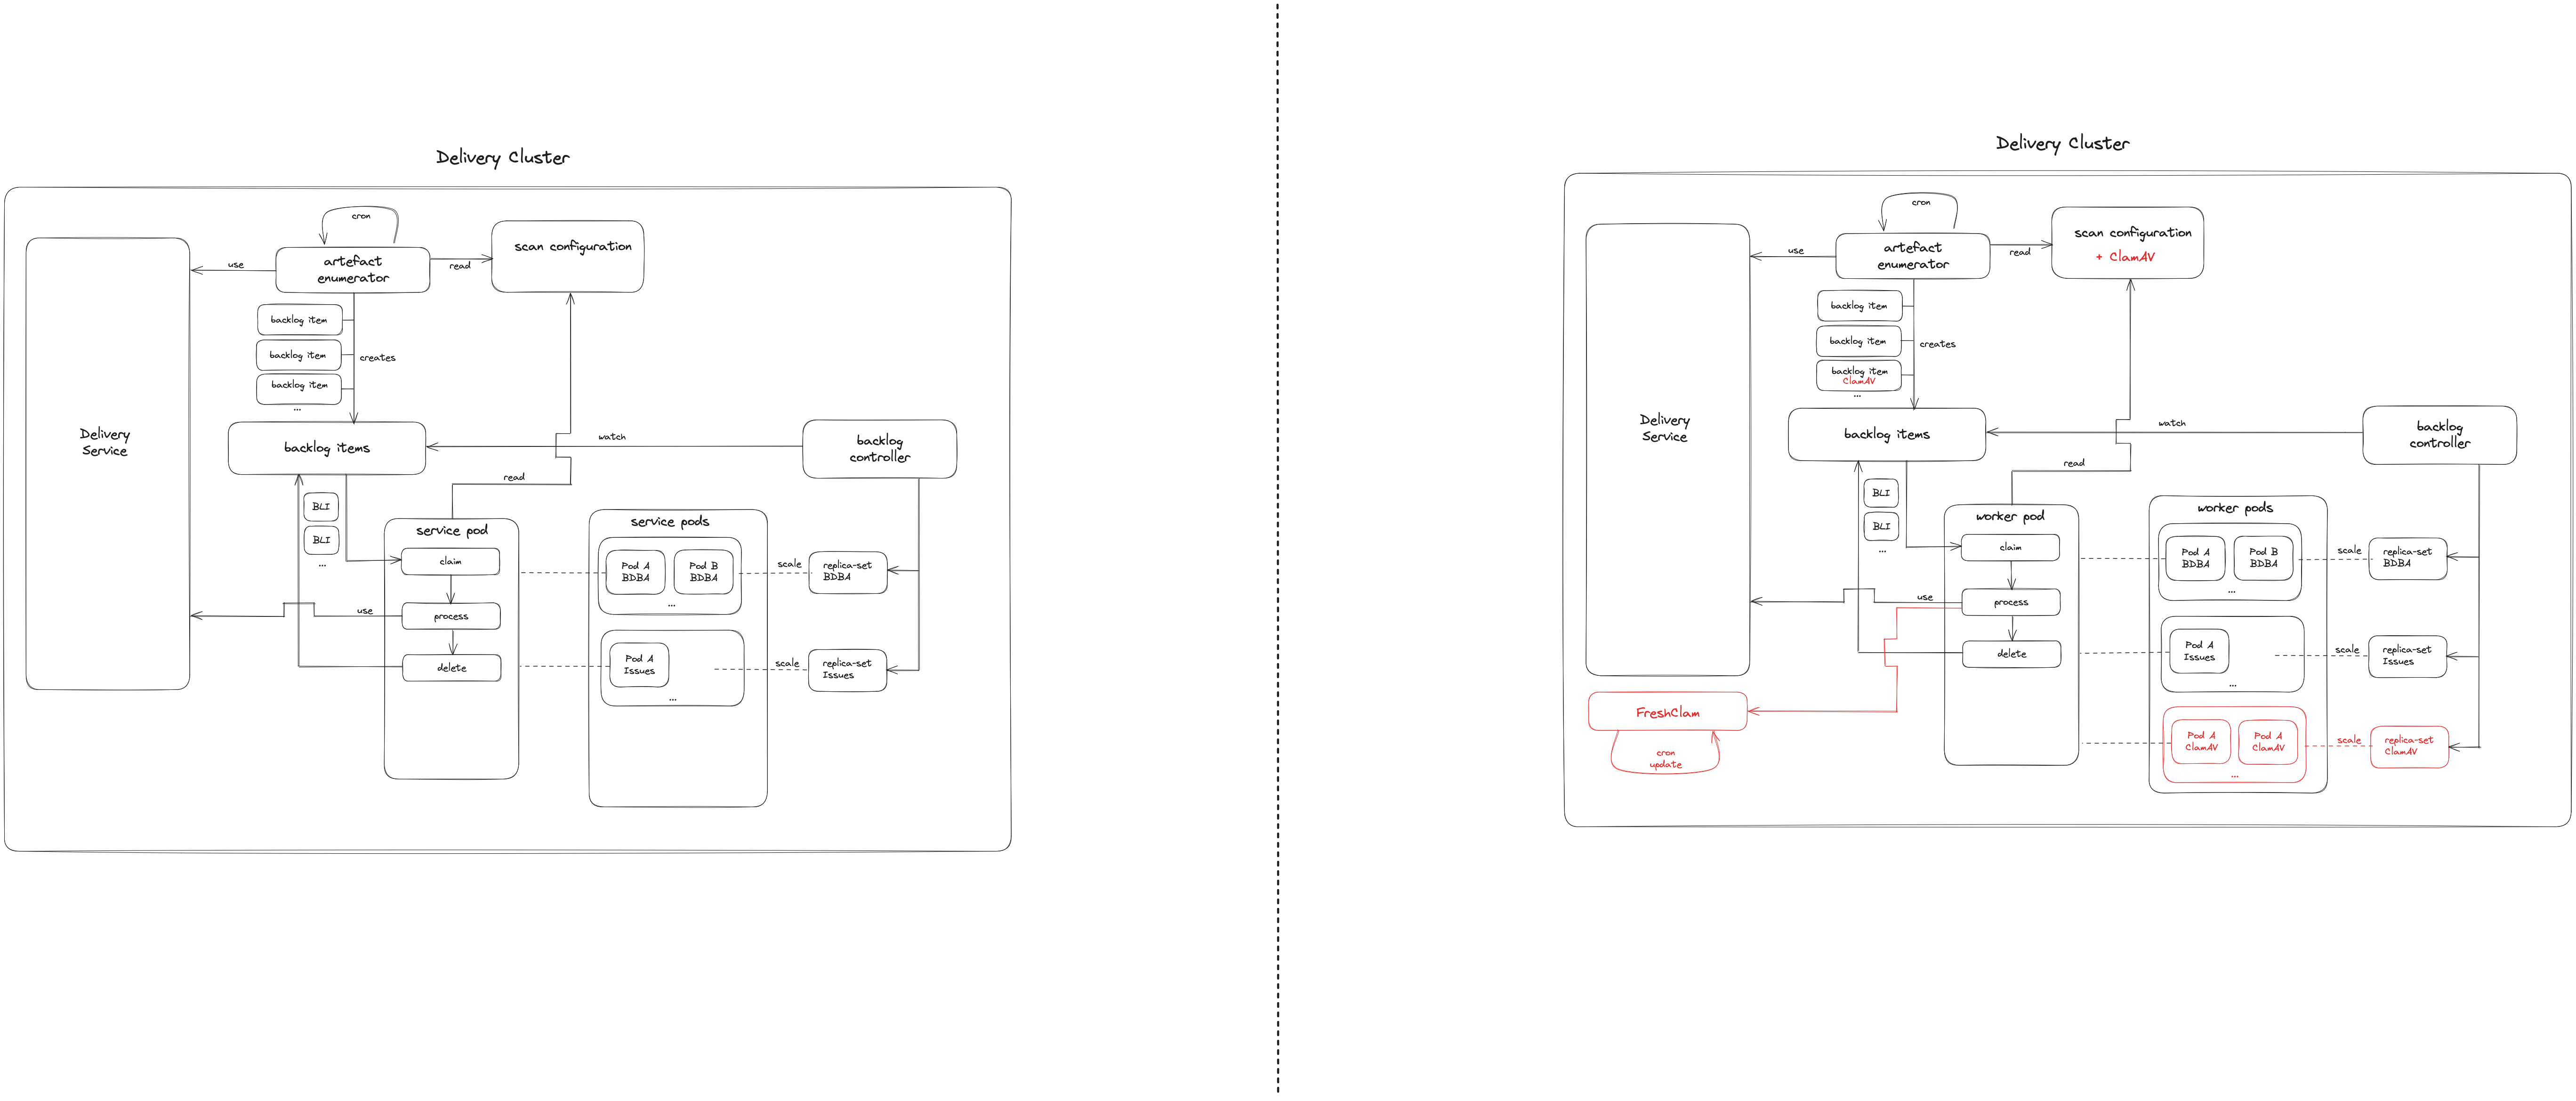 Delivery Cluster
cron
artefact
enumerator
scan configuration
use
read
backlog item
backlog item
backlog item
...
creates
Delivery
Service
backlog items
watch
backlog
controller
read
BLI
BLI
...
service pod
claim
process
delete
use
service pods
Pod A
BDBA
Pod B
BDBA
...
scale
replica-set
BDBA
Pod A
Issues
...
scale
replica-set
Issues
Delivery Cluster
cron
artefact
enumerator
scan configuration
+ ClamAV
use
read
backlog item
backlog item
backlog item
ClamAV
...
creates
Delivery
Service
backlog items
watch
backlog
controller
read
BLI
BLI
...
worker pod
claim
process
delete
use
worker pods
Pod A
BDBA
Pod B
BDBA
...
scale
replica-set
BDBA
Pod A
Issues
...
scale
replica-set
Issues
FreshClam
cron
update
Pod A
ClamAV
Pod A
ClamAV
...
scale
replica-set
ClamAV